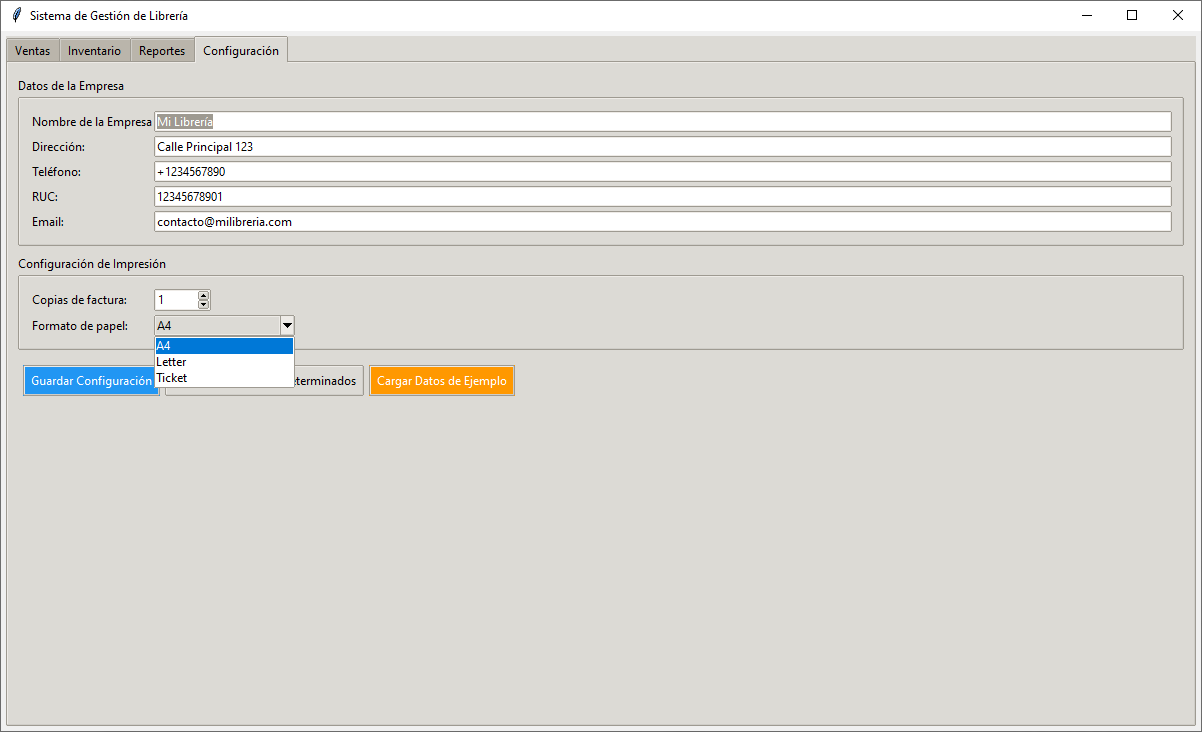 Sistema de Gestión de Librería
Ventas Inventario Reportes Configuración
Datos de la Empresa
Nombre de la Empresa Mi Librería
Dirección: Calle Principal 123
Teléfono: +1234567890
RUC: 12345678901
Email: contacto@milibreria.com
Configuración de Impresión
Copias de factura: 1
Formato de papel: A4
A4
Letter
Ticket
Guardar Configuración terminados Cargar Datos de Ejemplo